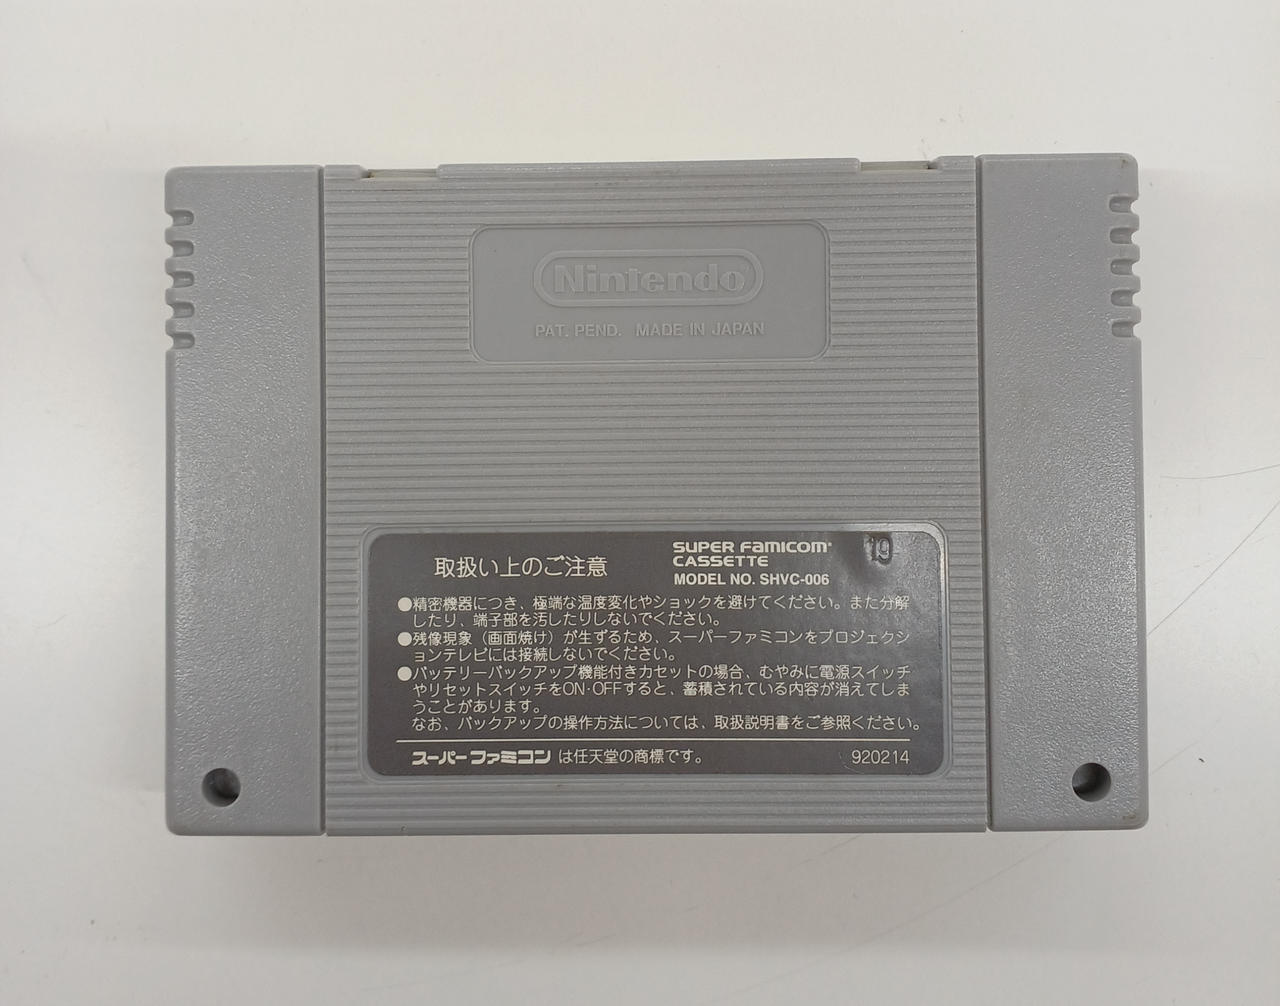 Nintendo
PAT. PEND. MADE IN JAPAN
取扱い上のご注意
SUPER FAMICOM
CASSETTE
MODEL NO. SHVC-006
19
●精密機器につき、極端な温度変化やショックを避けてください。また分解
したり、端子部を汚したりしないでください。
●残像現象（画面焼け）が生ずるため、スーパーファミコンをプロジェクシ
ョンテレビには接続しないでください。
●バッテリーバックアップ機能付きカセットの場合、むやみに電源スイッチ
やリセットスイッチをON·OFFすると、蓄積されている内容が消えてしま
うことがあります。
なお、バックアップの操作方法については、取扱説明書をご参照ください。
スーパーファミコン は任天堂の商標です。
920214